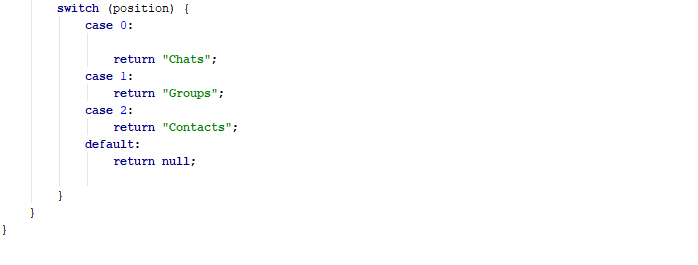 switch (position) {
case 0:
return "Chats";
case 1:
return "Groups";
case 2:
return "Contacts";
default:
return null;
}
}
}